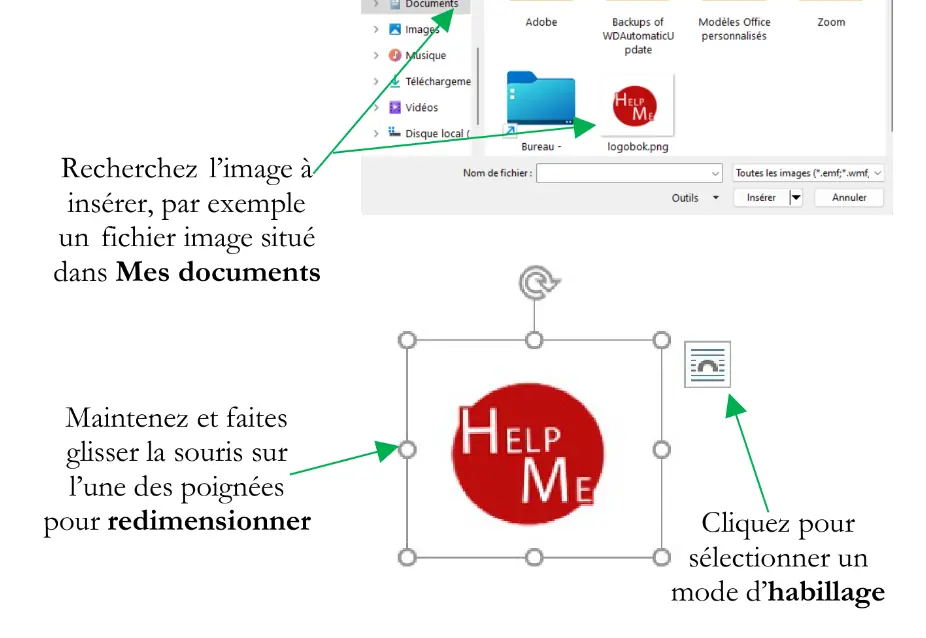 Documents
Images
Musique
Téléchargeme
Vidéos
Disque local (
Adobe
Backups of
WDAutomaticU
pdate
Modèles Office
personnalisés
Zoom
HELP
ME
Bureau -
logobok.png
Nom de fichier :
Toutes les images (*.emf;*.wmf,
Outils
Insérer
Annuler
Recherchez l’image à
insérer, par exemple
un fichier image situé
dans Mes documents
Maintenez et faites
glisser la souris sur
l’une des poignées
pour redimensionner
HELP
ME
Cliquez pour
sélectionner un
mode d’habillage